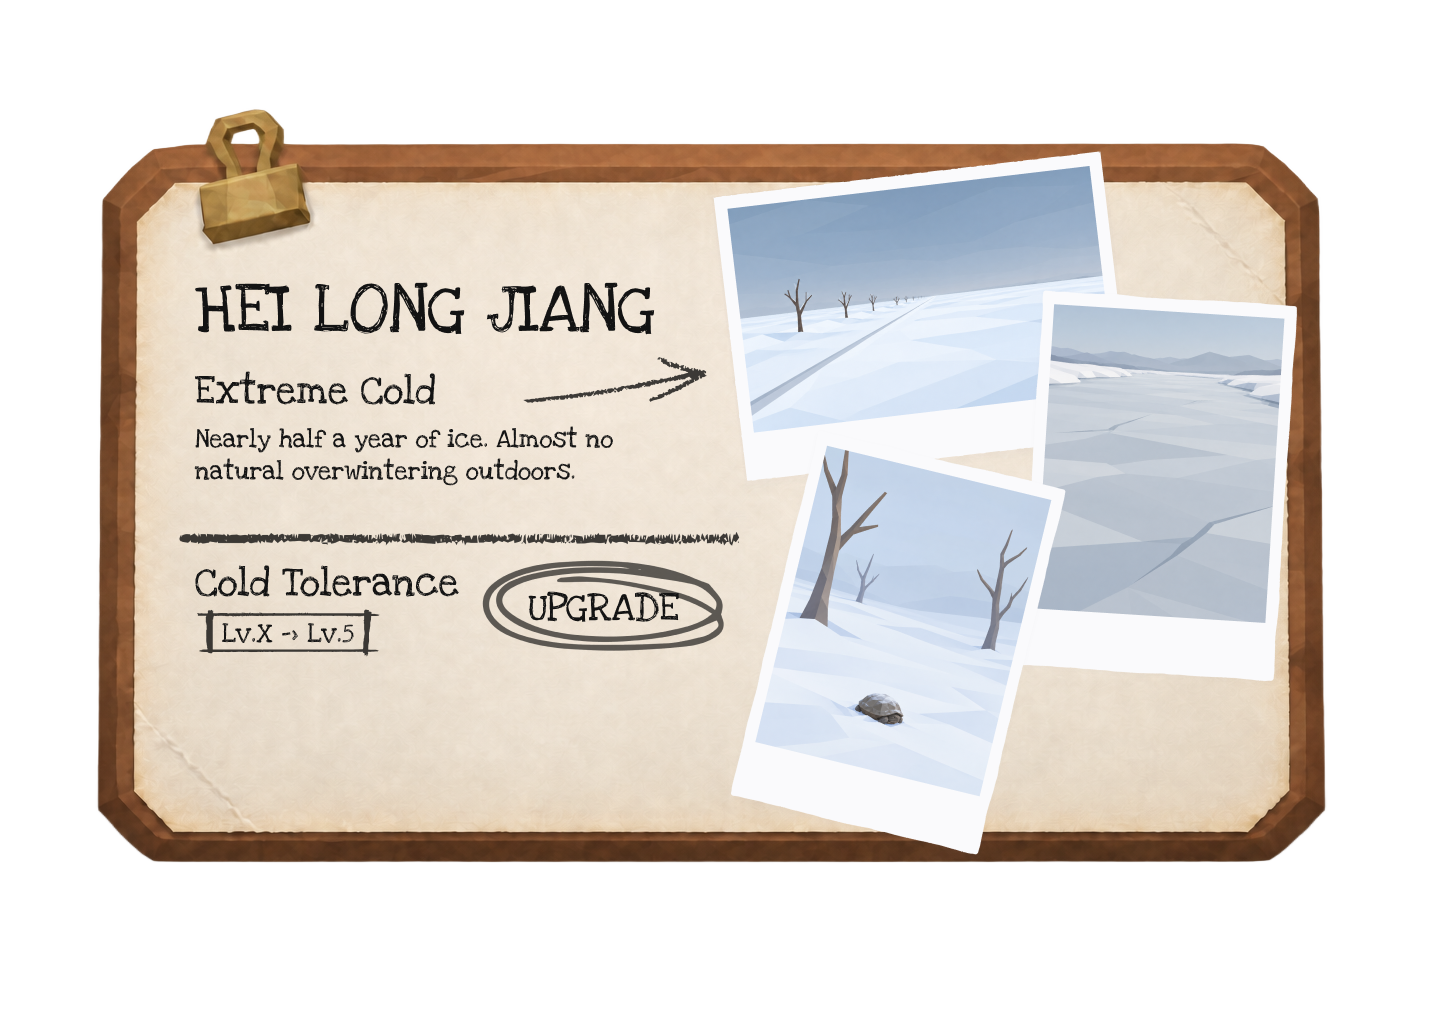 HEI LONG JIANG
Extreme Cold
Nearly half a year of ice. Almost no
natural overwintering outdoors.
Cold Tolerance
UPGRADE
Lv.X -> Lv.5